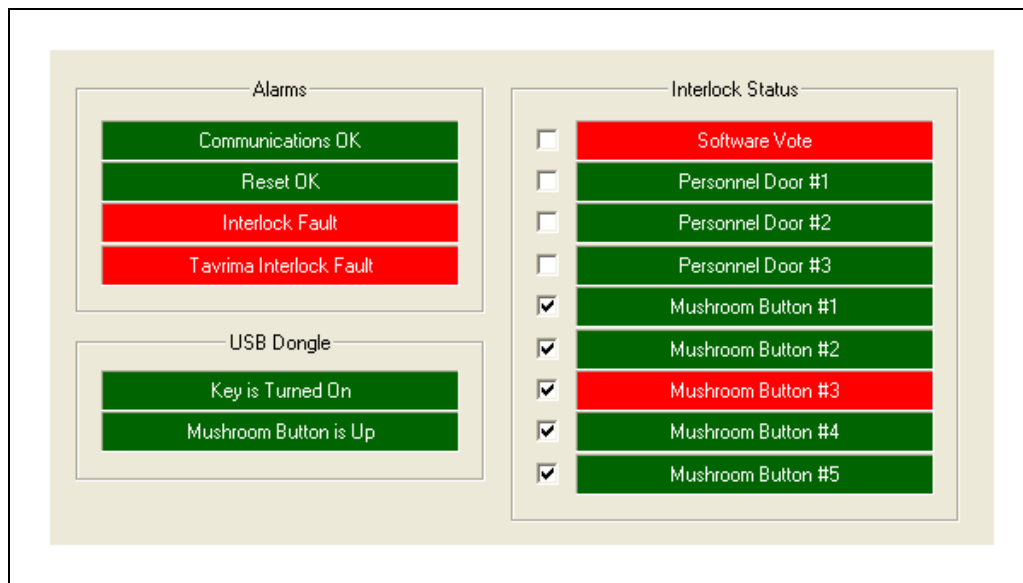 Alarms
Communications OK
Reset OK
Interlock Fault
Tavrima Interlock Fault
USB Dongle
Key is Turned On
Mushroom Button is Up
Interlock Status
Software Vote
Personnel Door #1
Personnel Door #2
Personnel Door #3
Mushroom Button #1
Mushroom Button #2
Mushroom Button #3
Mushroom Button #4
Mushroom Button #5